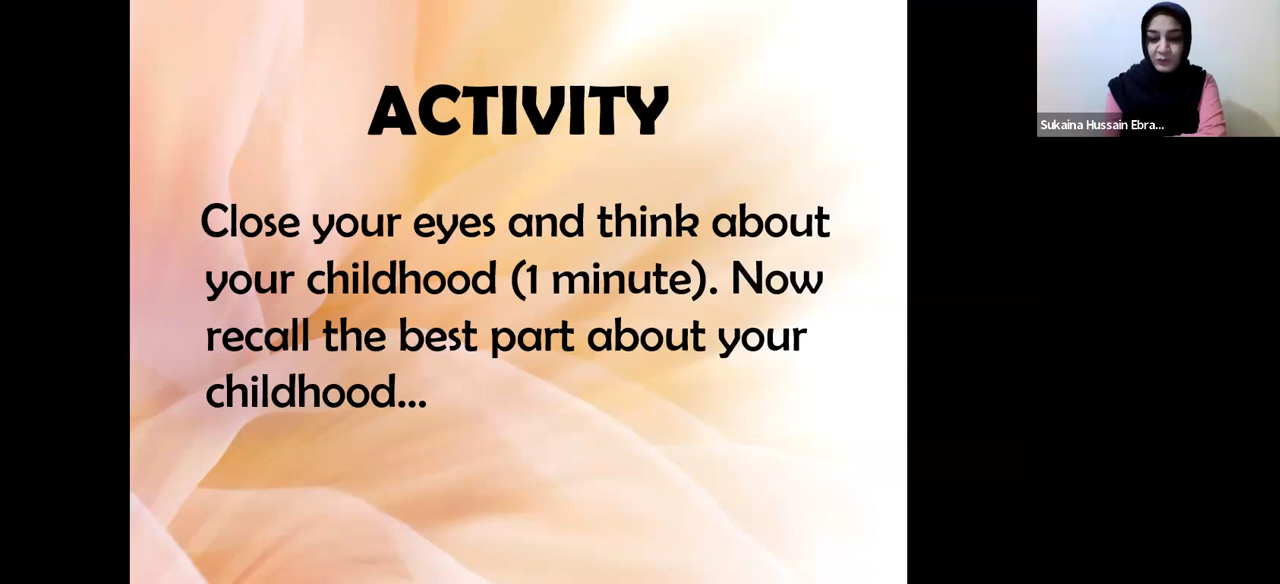 ACTIVITY
Close your eyes and think about
your childhood (1 minute). Now
recall the best part about your
childhood...
Sukaina Hussain Ebra...